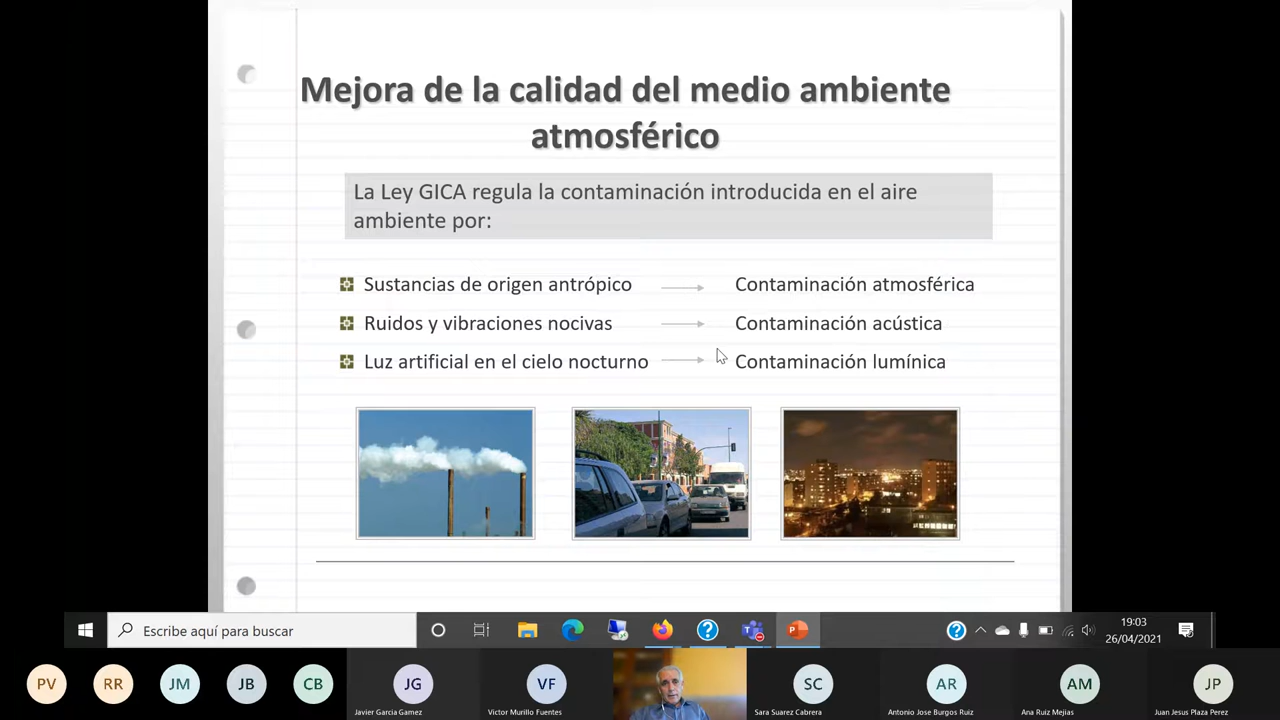 Mejora de la calidad del medio ambiente
atmosférico
La Ley GICA regula la contaminación introducida en el aire
ambiente por:
Sustancias de origen antrópico
Contaminación atmosférica
Ruidos y vibraciones nocivas
Contaminación acústica
Luz artificial en el cielo nocturno
Contaminación lumínica
Escribe aquí para buscar
19:03
26/04/2021
PV
RR
JM
JB
CB
JG
VF
SC
AR
AM
JP
Javier Garcia Gamez
Victor Murillo Fuentes
Sara Suarez Cabrera
Antonio Jose Burgos Ruiz
Ana Ruiz Mejias
Juan Jesus Plaza Perez